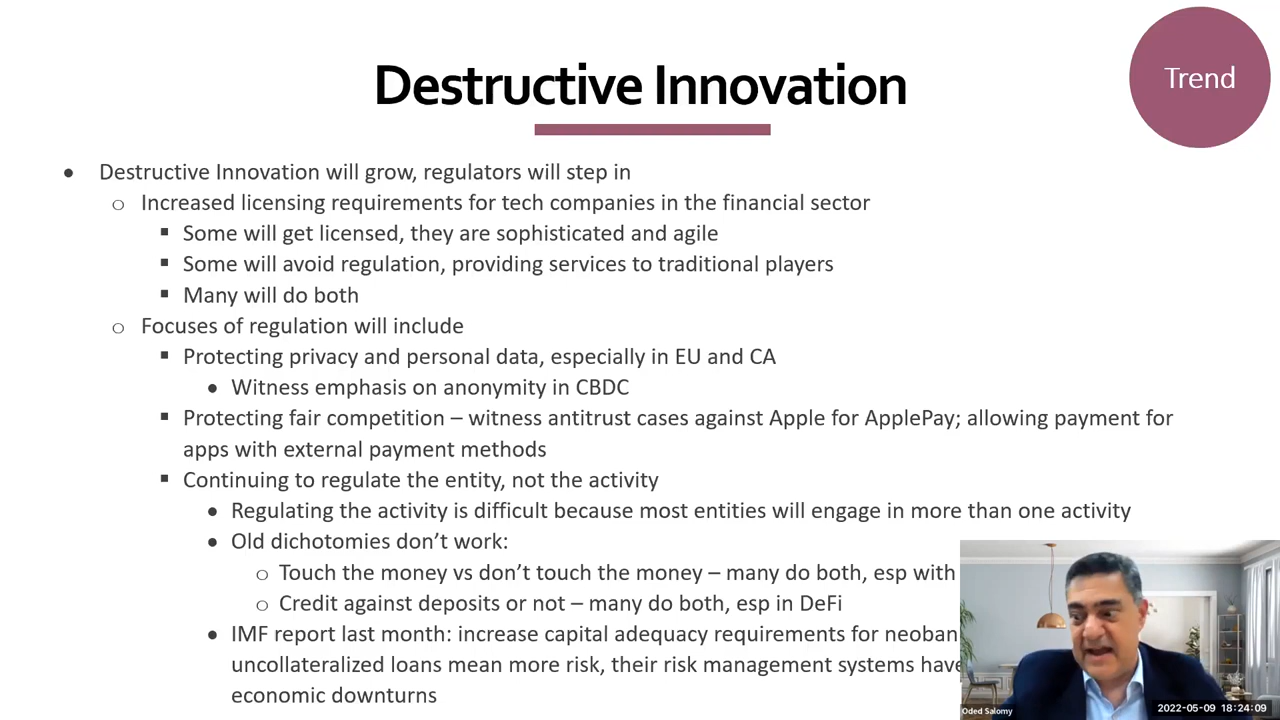 Trend
Destructive Innovation
● Destructive Innovation will grow, regulators will step in
○ Increased licensing requirements for tech companies in the financial sector
▪ Some will get licensed, they are sophisticated and agile
▪ Some will avoid regulation, providing services to traditional players
▪ Many will do both
○ Focuses of regulation will include
▪ Protecting privacy and personal data, especially in EU and CA
● Witness emphasis on anonymity in CBDC
▪ Protecting fair competition – witness antitrust cases against Apple for ApplePay; allowing payment for
apps with external payment methods
▪ Continuing to regulate the entity, not the activity
● Regulating the activity is difficult because most entities will engage in more than one activity
● Old dichotomies don’t work:
○ Touch the money vs don’t touch the money – many do both, esp with
○ Credit against deposits or not – many do both, esp in DeFi
● IMF report last month: increase capital adequacy requirements for neoban
uncollateralized loans mean more risk, their risk management systems have
economic downturns
Oded Salomy
2022-05-09 18:24:09